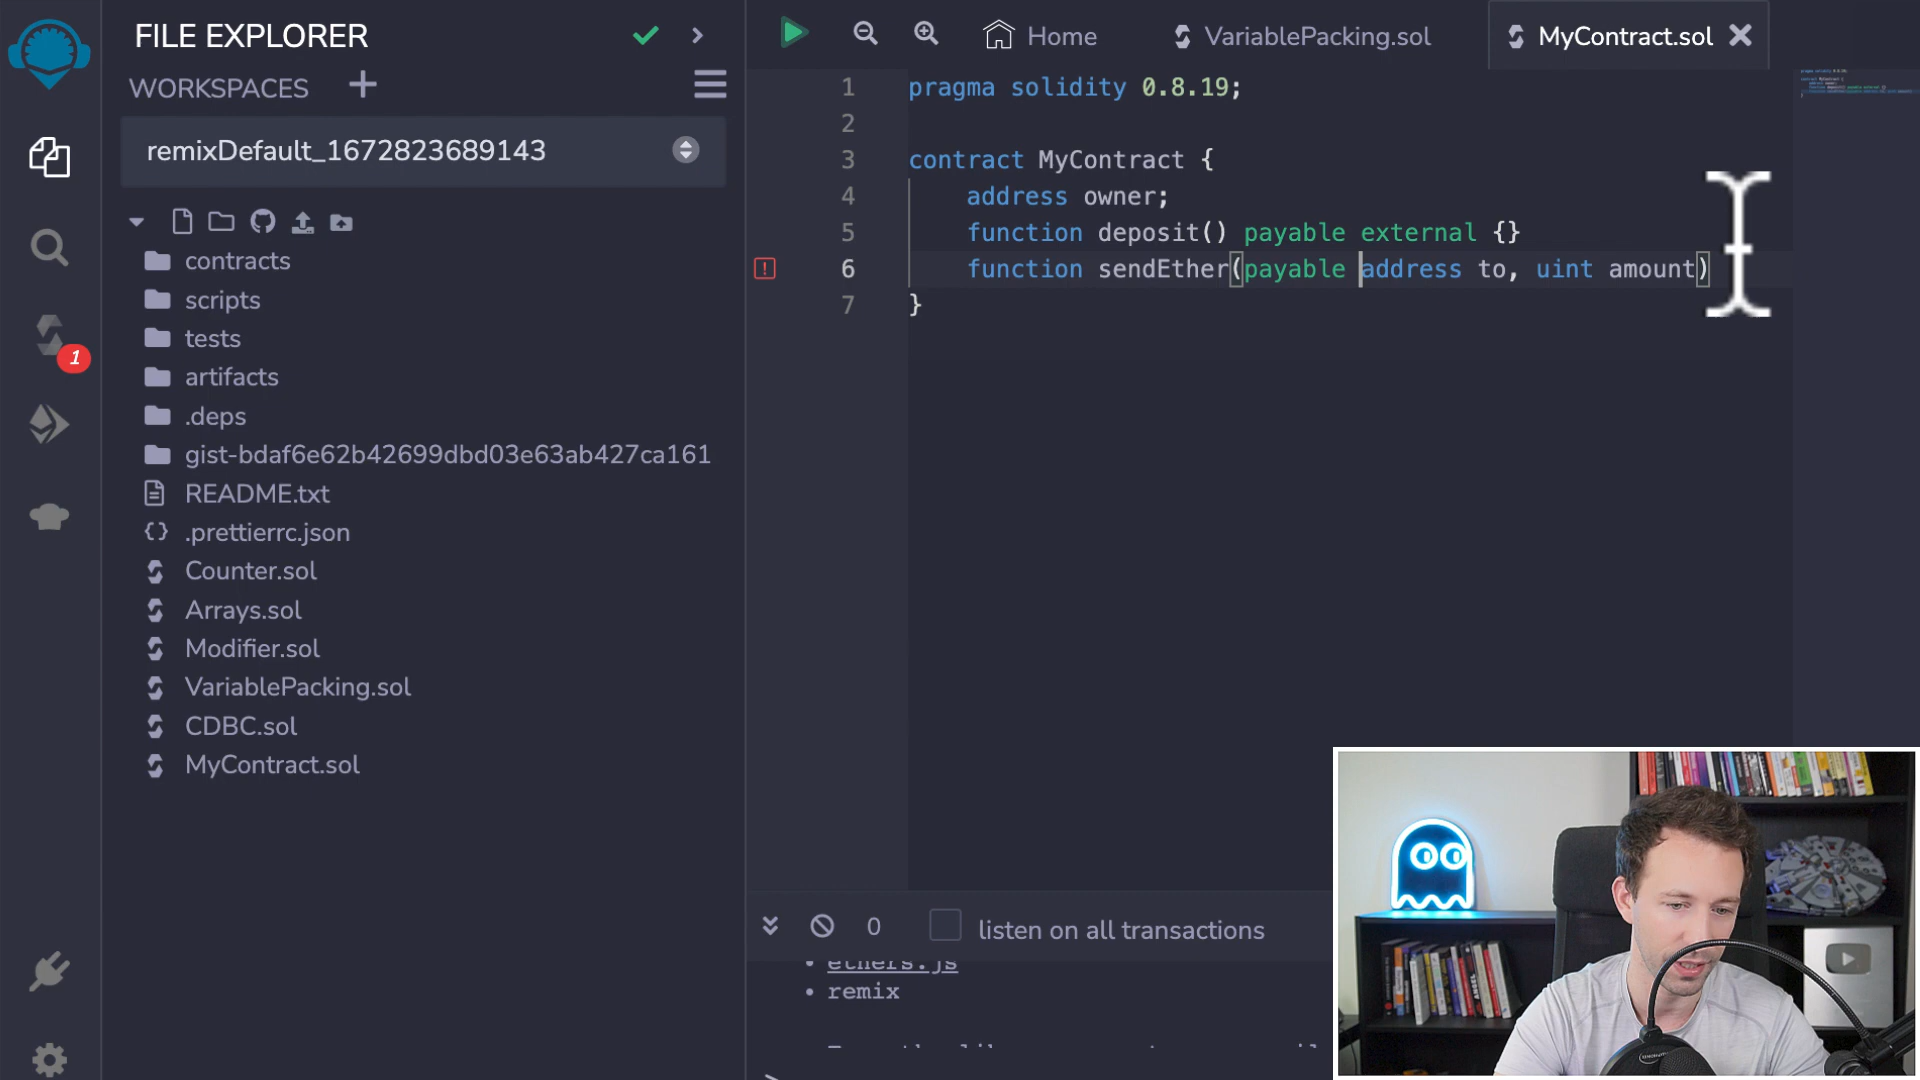 FILE EXPLORER
WORKSPACES
remixDefault_1672823689143
contracts
scripts
tests
artifacts
.deps
gist-bdaf6e62b42699dbd03e63ab427ca161
README.txt
.prettierrc.json
Counter.sol
Arrays.sol
Modifier.sol
VariablePacking.sol
CDBC.sol
MyContract.sol
1
Home
VariablePacking.sol
MyContract.sol
1 pragma solidity 0.8.19;
2
3 contract MyContract {
4 address owner;
5 function deposit() payable external {}
6 function sendEther(payable address to, uint amount)
7 }
0 listen on all transactions
• ethers.js
• remix
>